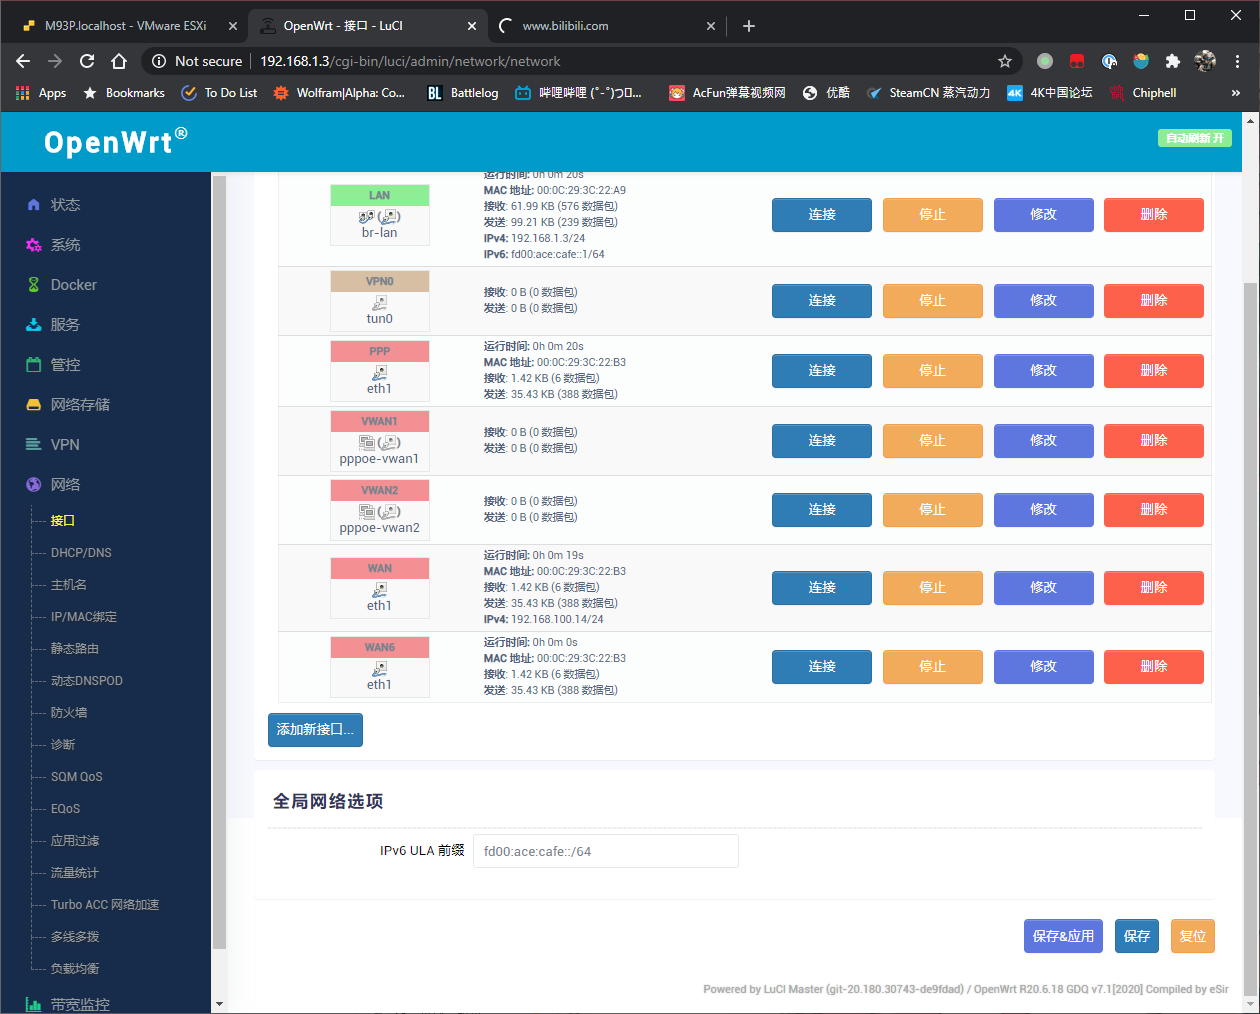 M93P.localhost - VMware ESXi
OpenWrt - 接口 - LuCI
www.bilibili.com
Not secure
192.168.1.3/cgi-bin/luci/admin/network/network
Apps
Bookmarks
To Do List
Wolfram|Alpha: Co...
BL
Battlelog
AcFun弹幕视频网
优酷
SteamCN 蒸汽动力
4K
4K中国论坛
Chiphell
»
OpenWrt®
自动刷新 开
状态
系统
Docker
服务
管控
网络存储
VPN
网络
接口
DHCP/DNS
主机名
IP/MAC绑定
静态路由
动态DNSPOD
防火墙
诊断
SQM QoS
EQoS
应用过滤
流量统计
Turbo ACC 网络加速
多线多拨
负载均衡
带宽监控
LAN
br-lan
运行时间: 0h 0m 20s
MAC 地址: 00:0C:29:3C:22:A9
接收: 61.99 KB (576 数据包)
发送: 99.21 KB (239 数据包)
IPv4: 192.168.1.3/24
IPv6: fd00:ace:cafe::1/64
连接 停止 修改 删除
VPN0
tun0
接收: 0 B (0 数据包)
发送: 0 B (0 数据包)
连接 停止 修改 删除
PPP
eth1
运行时间: 0h 0m 20s
MAC 地址: 00:0C:29:3C:22:B3
接收: 1.42 KB (6 数据包)
发送: 35.43 KB (388 数据包)
连接 停止 修改 删除
VWAN1
pppoe-vwan1
接收: 0 B (0 数据包)
发送: 0 B (0 数据包)
连接 停止 修改 删除
VWAN2
pppoe-vwan2
接收: 0 B (0 数据包)
发送: 0 B (0 数据包)
连接 停止 修改 删除
WAN
eth1
运行时间: 0h 0m 19s
MAC 地址: 00:0C:29:3C:22:B3
接收: 1.42 KB (6 数据包)
发送: 35.43 KB (388 数据包)
IPv4: 192.168.100.14/24
连接 停止 修改 删除
WAN6
eth1
运行时间: 0h 0m 0s
MAC 地址: 00:0C:29:3C:22:B3
接收: 1.42 KB (6 数据包)
发送: 35.43 KB (388 数据包)
连接 停止 修改 删除
添加新接口...
全局网络选项
IPv6 ULA 前缀
fd00:ace:cafe::/64
保存&应用 保存 复位
Powered by LuCI Master (git-20.180.30743-de9fdad) / OpenWrt R20.6.18 GDQ v7.1[2020] Compiled by eSir